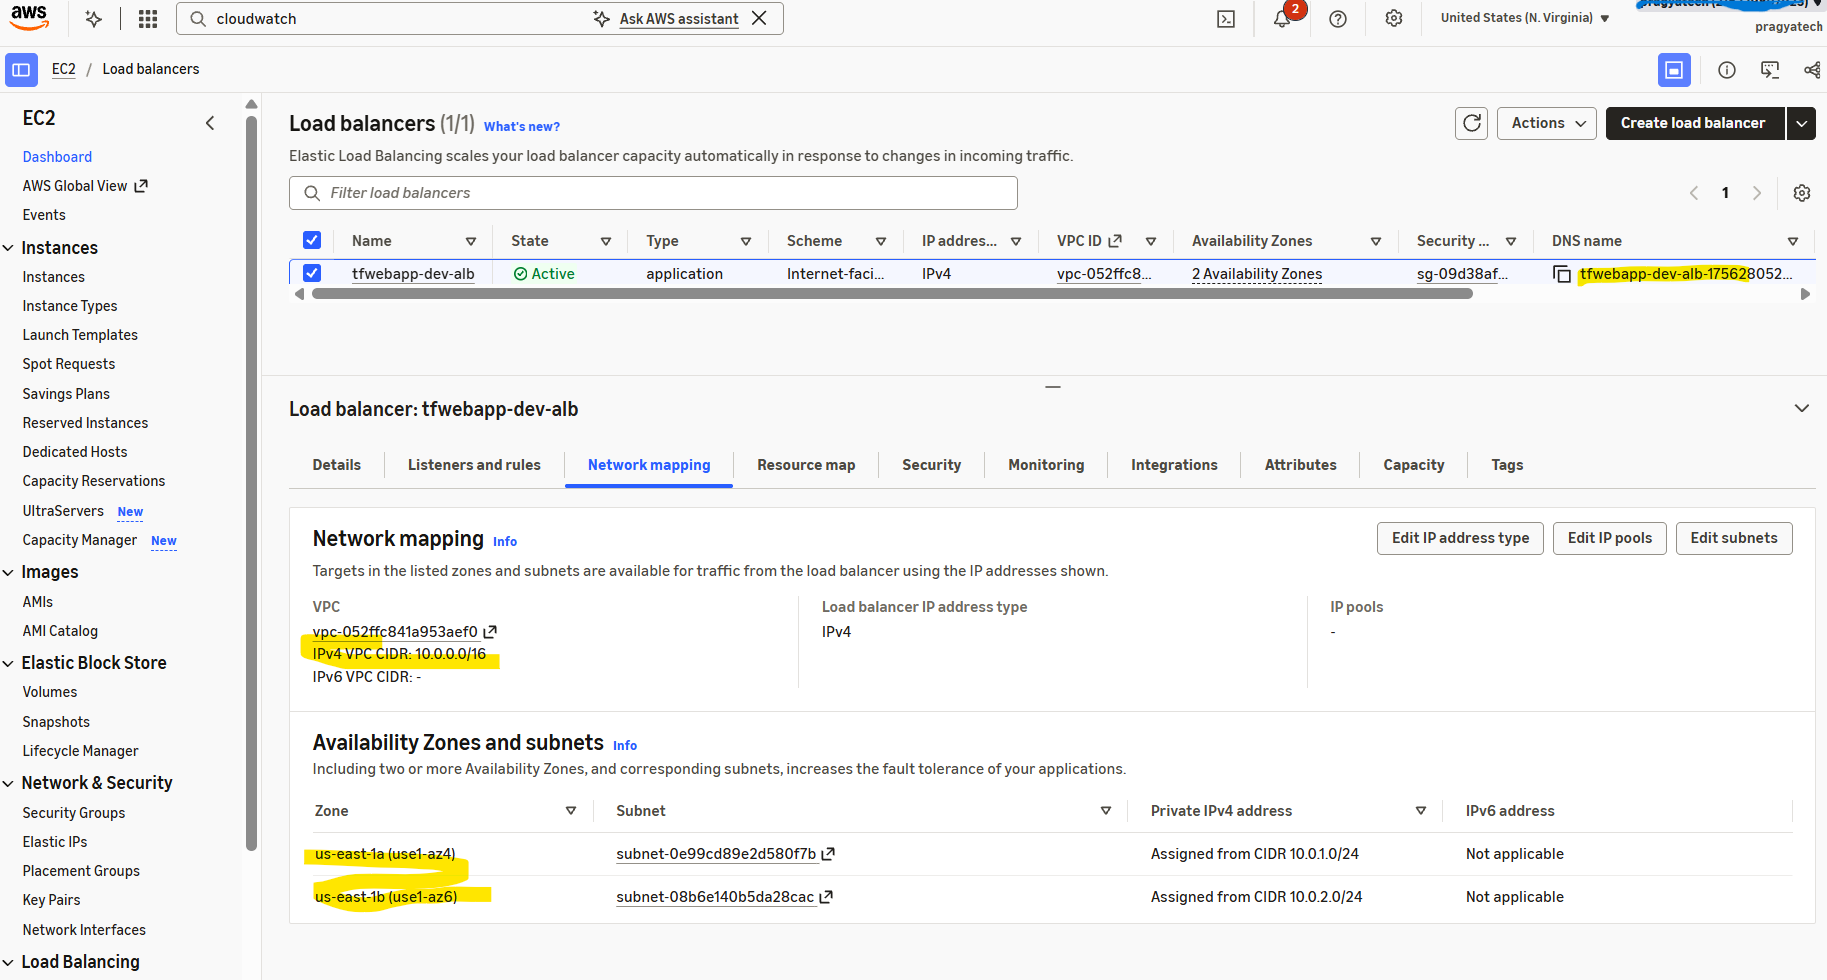 aws
cloudwatch
Ask AWS assistant
2
United States (N. Virginia)
pragyatech
EC2 / Load balancers
EC2
Dashboard
AWS Global View
Events
Instances
Instances
Instance Types
Launch Templates
Spot Requests
Savings Plans
Reserved Instances
Dedicated Hosts
Capacity Reservations
UltraServers New
Capacity Manager New
Images
AMIs
AMI Catalog
Elastic Block Store
Volumes
Snapshots
Lifecycle Manager
Network & Security
Security Groups
Elastic IPs
Placement Groups
Key Pairs
Network Interfaces
Load Balancing
Load balancers (1/1) What's new?
Actions
Create load balancer
Elastic Load Balancing scales your load balancer capacity automatically in response to changes in incoming traffic.
Filter load balancers
1
Name State Type Scheme IP addres... VPC ID Availability Zones Security ... DNS name
tfwebapp-dev-alb Active application Internet-faci... IPv4 vpc-052ffc8... 2 Availability Zones sg-09d38af... tfwebapp-dev-alb-175628052...
Load balancer: tfwebapp-dev-alb
Details Listeners and rules Network mapping Resource map Security Monitoring Integrations Attributes Capacity Tags
Network mapping Info
Edit IP address type Edit IP pools Edit subnets
Targets in the listed zones and subnets are available for traffic from the load balancer using the IP addresses shown.
VPC
vpc-052ffc841a953aef0
IPv4 VPC CIDR: 10.0.0.0/16
IPv6 VPC CIDR: -
Load balancer IP address type
IPv4
IP pools
-
Availability Zones and subnets Info
Including two or more Availability Zones, and corresponding subnets, increases the fault tolerance of your applications.
Zone Subnet Private IPv4 address IPv6 address
us-east-1a (use1-az4) subnet-0e99cd89e2d580f7b Assigned from CIDR 10.0.1.0/24 Not applicable
us-east-1b (use1-az6) subnet-08b6e140b5da28cac Assigned from CIDR 10.0.2.0/24 Not applicable